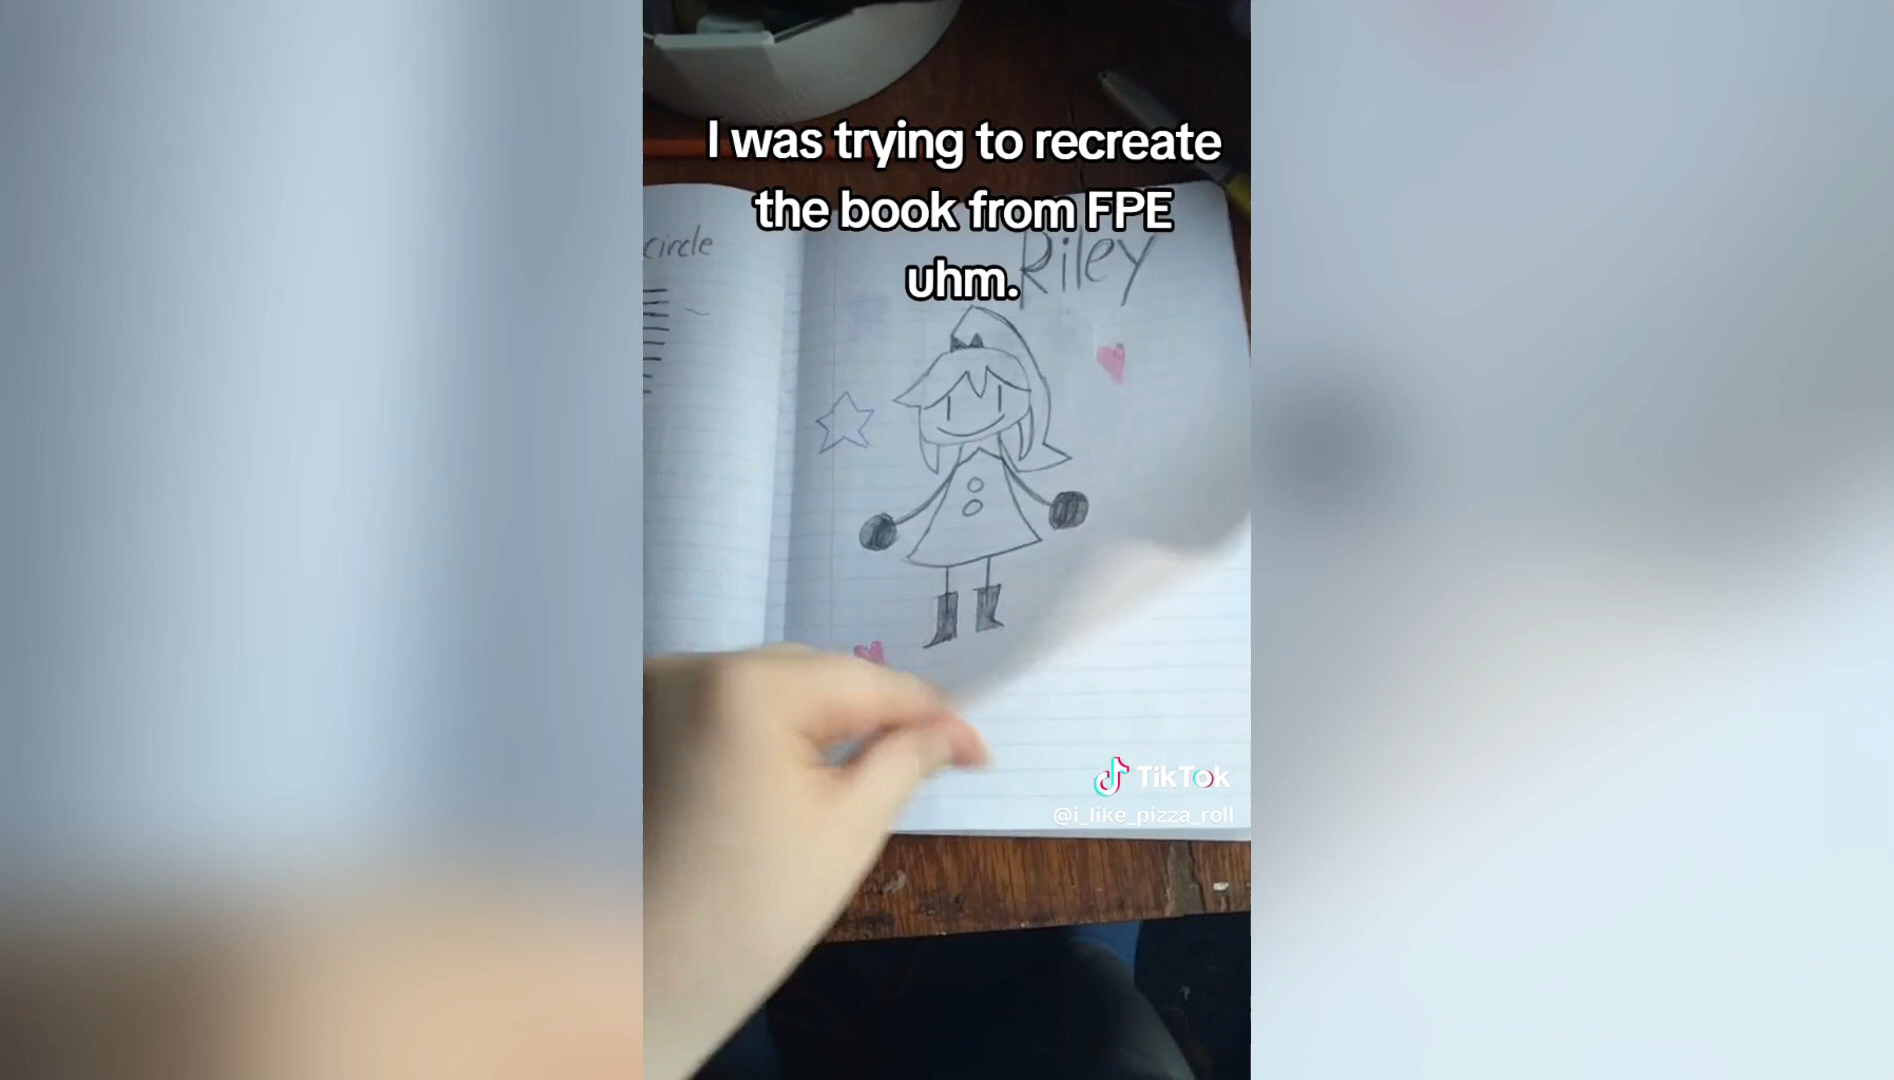 I was trying to recreate
the book from FPE
uhm.
Riley
circle
TikTok
@i_like_pizza_roll